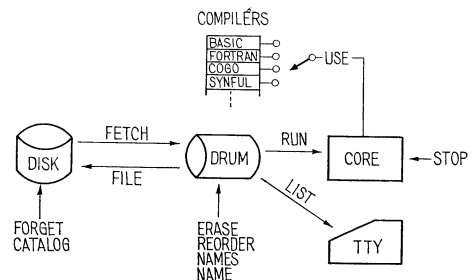 COMPILERS
BASIC
FORTRAN
COGO
SYNFUL
USE
FETCH
RUN
DISK
DRUM
CORE
STOP
FILE
LIST
FORGET
CATALOG
ERASE
REORDER
NAMES
NAME
TTY